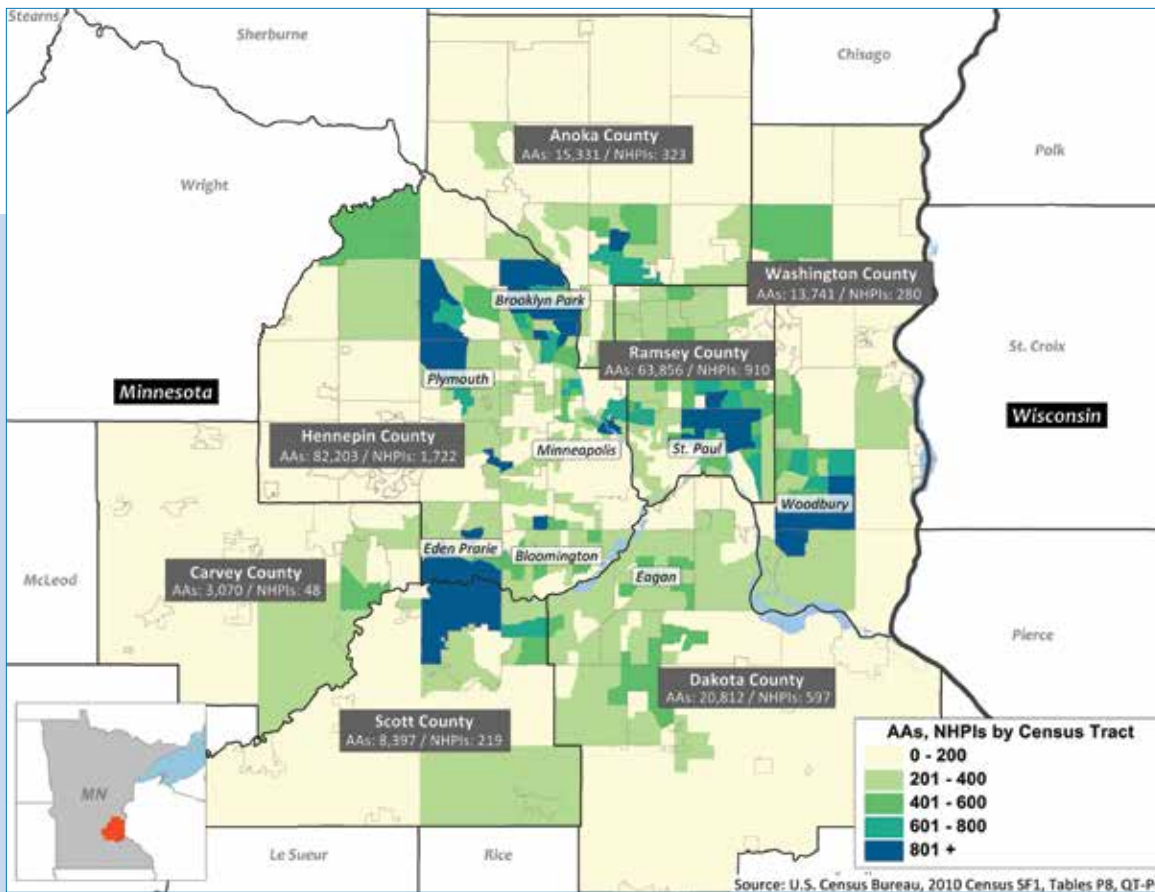 Stearns
Sherburne
Chisago
Anoka County
AAs: 15,331 / NHPIs: 323
Polk
Wright
Washington County
AAs: 13,741 / NHPIs: 280
Brooklyn Park
Ramsey County
AAs: 63,856 / NHPIs: 910
St. Croix
Plymouth
Minnesota
Wisconsin
Hennepin County
AAs: 82,203 / NHPIs: 1,722
Minneapolis
St. Paul
Woodbury
Eden Prarie
Bloomington
Eagan
McLeod
Carvey County
AAs: 3,070 / NHPIs: 48
Pierce
Dakota County
AAs: 20,812 / NHPIs: 597
Scott County
AAs: 8,397 / NHPIs: 219
AAs, NHPIs by Census Tract
0 - 200
201 - 400
401 - 600
601 - 800
801 +
MN
Le Sueur
Rice
Source: U.S. Census Bureau, 2010 Census SF1, Tables P8, QT-P